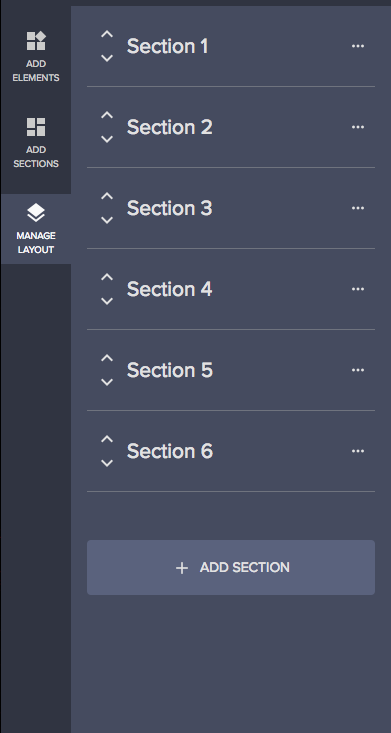 ADD
ELEMENTS
ADD
SECTIONS
MANAGE
LAYOUT
Section 1
Section 2
Section 3
Section 4
Section 5
Section 6
+ ADD SECTION